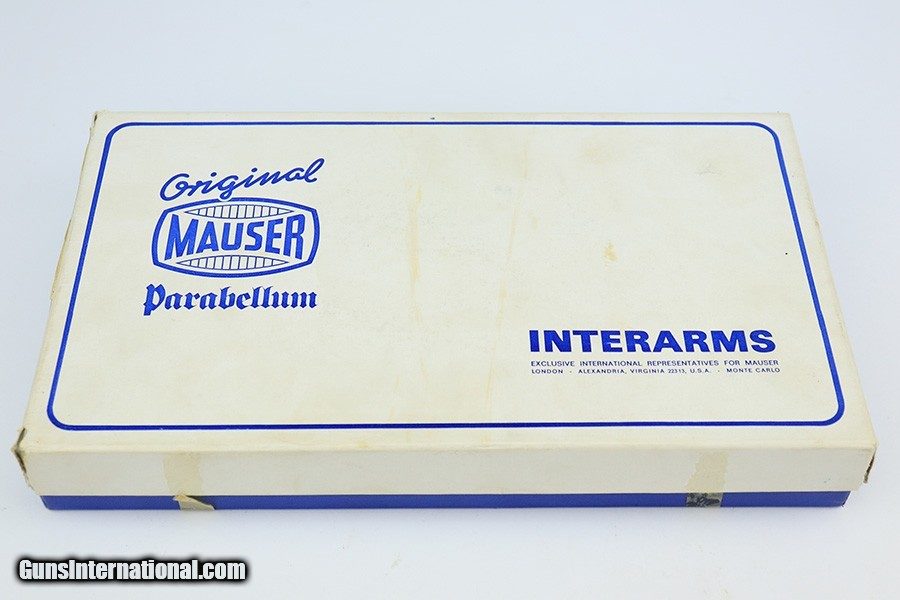 Original
MAUSER
Parabellum
INTERARMS
EXCLUSIVE INTERNATIONAL REPRESENTATIVES FOR MAUSER
LONDON - ALEXANDRIA, VIRGINIA 22313, U.S.A. - MONTE CARLO
GunsInternational.com